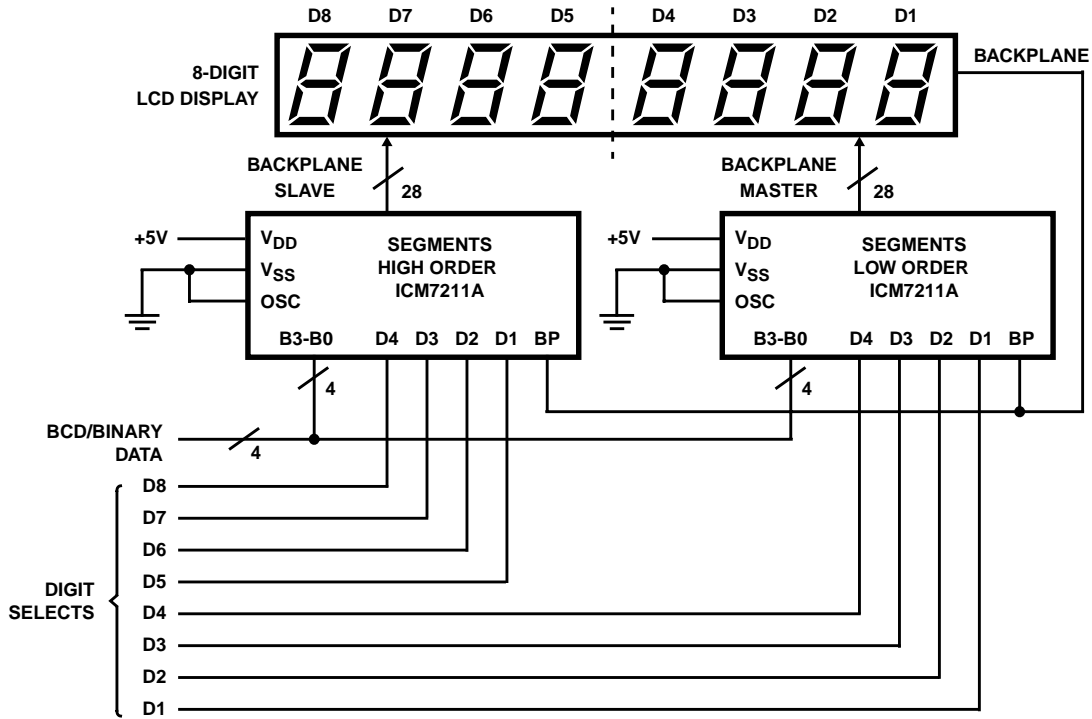 D8 D7 D6 D5 D4 D3 D2 D1
8-DIGIT
LCD DISPLAY
BACKPLANE
BACKPLANE
SLAVE
28
BACKPLANE
MASTER
28
+5V
VDD
VSS
OSC
SEGMENTS
HIGH ORDER
ICM7211A
B3-B0 D4 D3 D2 D1 BP
4
+5V
VDD
VSS
OSC
SEGMENTS
LOW ORDER
ICM7211A
B3-B0 D4 D3 D2 D1 BP
4
BCD/BINARY
DATA
4
DIGIT
SELECTS
D8
D7
D6
D5
D4
D3
D2
D1